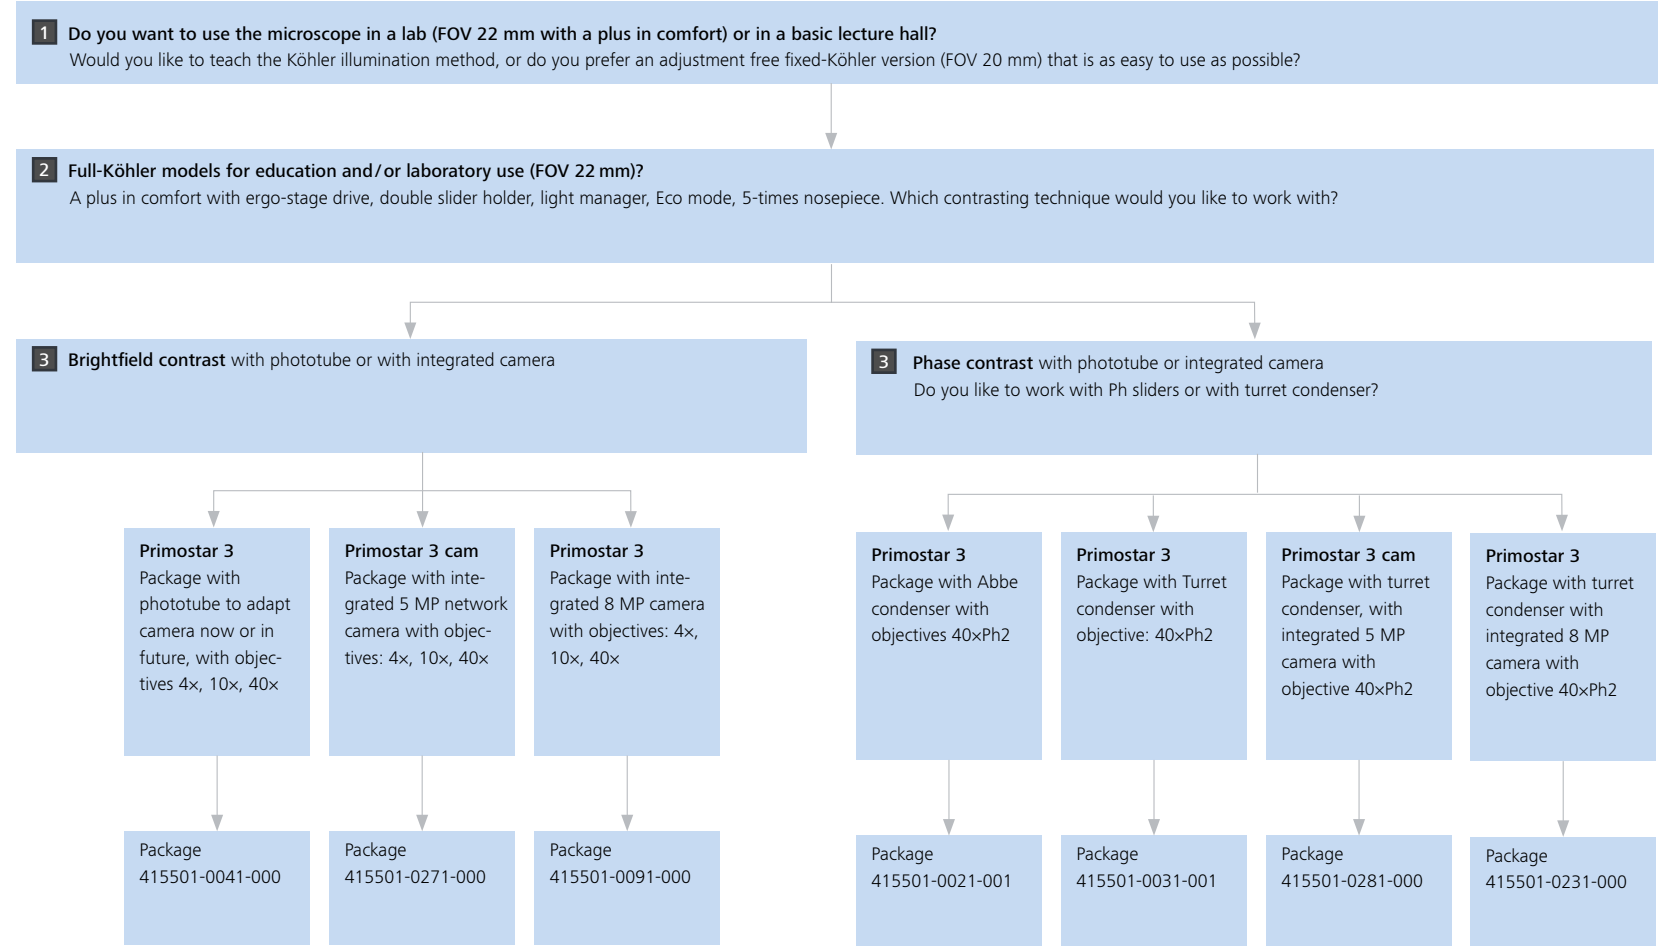 1 Do you want to use the microscope in a lab (FOV 22 mm with a plus in comfort) or in a basic lecture hall?
Would you like to teach the Köhler illumination method, or do you prefer an adjustment free fixed-Köhler version (FOV 20 mm) that is as easy to use as possible?
2 Full-Köhler models for education and/or laboratory use (FOV 22 mm)?
A plus in comfort with ergo-stage drive, double slider holder, light manager, Eco mode, 5-times nosepiece. Which contrasting technique would you like to work with?
3 Brightfield contrast with phototube or with integrated camera
3 Phase contrast with phototube or integrated camera
Do you like to work with Ph sliders or with turret condenser?
Primostar 3
Package with
phototube to adapt
camera now or in
future, with objec-
tives 4×, 10×, 40×
Primostar 3 cam
Package with inte-
grated 5 MP network
camera with objec-
tives: 4×, 10×, 40×
Primostar 3
Package with inte-
grated 8 MP camera
with objectives: 4×,
10×, 40×
Primostar 3
Package with Abbe
condenser with
objectives 40×Ph2
Primostar 3
Package with Turret
condenser with
objective: 40×Ph2
Primostar 3 cam
Package with turret
condenser, with
integrated 5 MP
camera with
objective 40×Ph2
Primostar 3
Package with turret
condenser with
integrated 8 MP
camera with
objective 40×Ph2
Package
415501-0041-000
Package
415501-0271-000
Package
415501-0091-000
Package
415501-0021-001
Package
415501-0031-001
Package
415501-0281-000
Package
415501-0231-000